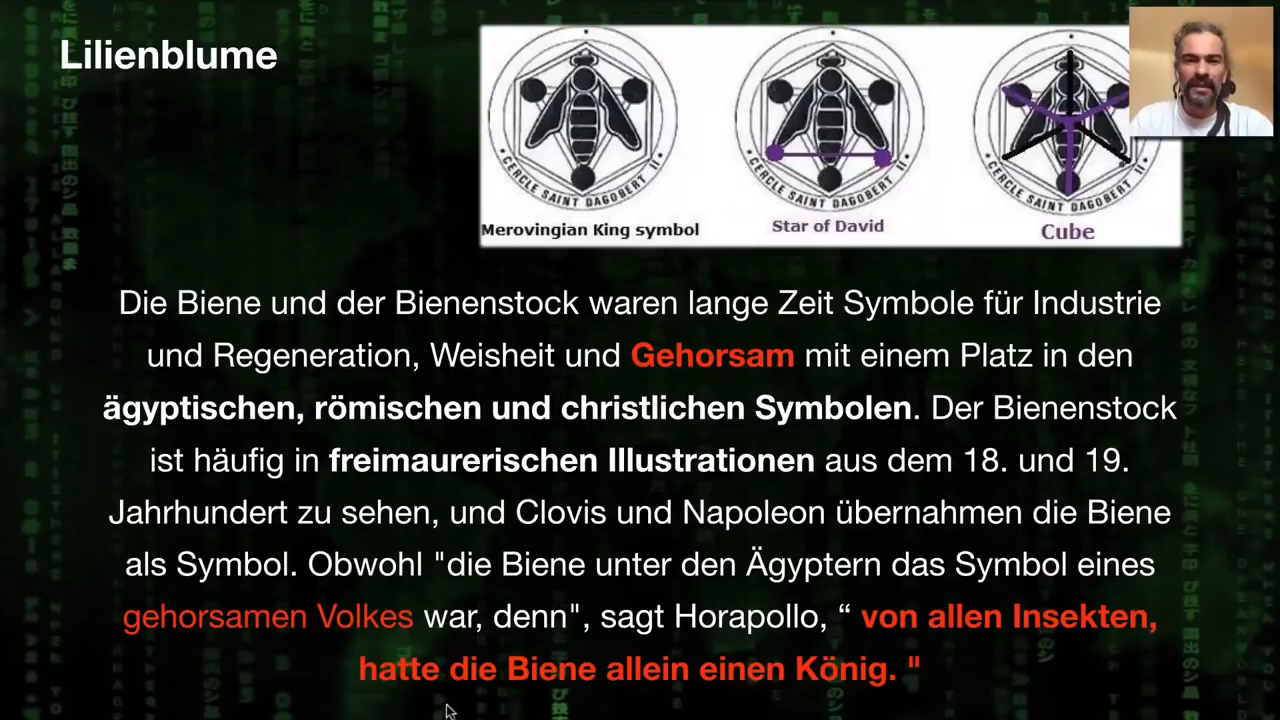 Lilienblume
CERCLE SAINT DAGOBERT II
CERCLE SAINT DAGOBERT II
CERCLE SAINT DAGOBERT II
Merovingian King symbol
Star of David
Cube
Die Biene und der Bienenstock waren lange Zeit Symbole für Industrie
und Regeneration, Weisheit und Gehorsam mit einem Platz in den
ägyptischen, römischen und christlichen Symbolen. Der Bienenstock
ist häufig in freimaurerischen Illustrationen aus dem 18. und 19.
Jahrhundert zu sehen, und Clovis und Napoleon übernahmen die Biene
als Symbol. Obwohl "die Biene unter den Ägyptern das Symbol eines
gehorsamen Volkes war, denn", sagt Horapollo, “ von allen Insekten,
hatte die Biene allein einen König. "